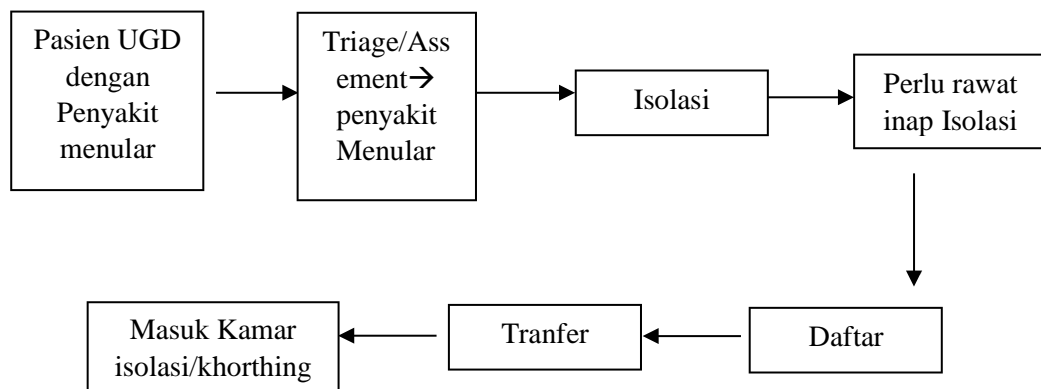 Pasien UGD
dengan
Penyakit
menular
Triage/Ass
ement→
penyakit
Menular
Isolasi
Perlu rawat
inap Isolasi
Daftar
Tranfer
Masuk Kamar
isolasi/khorthing